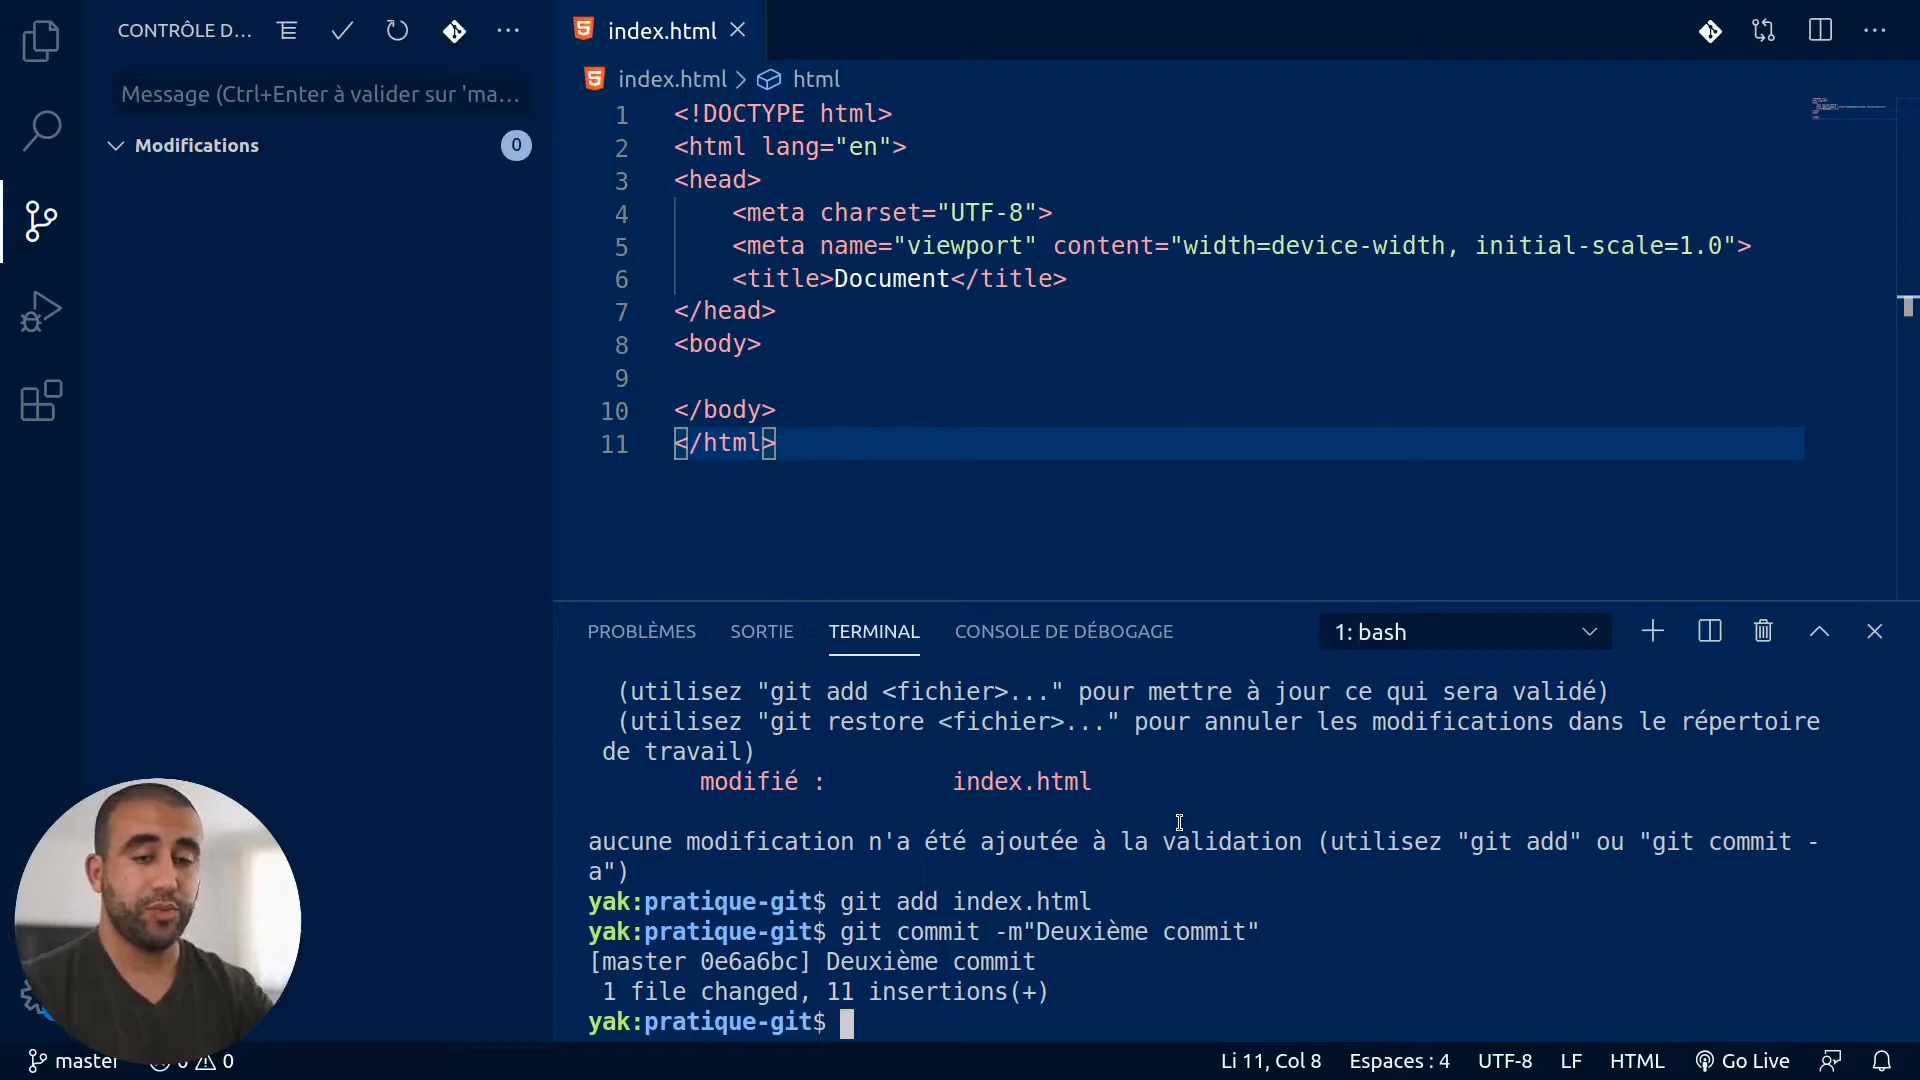 CONTRÔLE D...
Message (Ctrl+Enter à valider sur 'ma...
Modifications
0
index.html
index.html > html
1 <!DOCTYPE html>
2 <html lang="en">
3 <head>
4 <meta charset="UTF-8">
5 <meta name="viewport" content="width=device-width, initial-scale=1.0">
6 <title>Document</title>
7 </head>
8 <body>
9
10 </body>
11 </html>
PROBLÈMES SORTIE TERMINAL CONSOLE DE DÉBOGAGE 1: bash
(utilisez "git add <fichier>..." pour mettre à jour ce qui sera validé)
(utilisez "git restore <fichier>..." pour annuler les modifications dans le répertoire
de travail)
modifié : index.html
aucune modification n'a été ajoutée à la validation (utilisez "git add" ou "git commit -
a")
yak:pratique-git$ git add index.html
yak:pratique-git$ git commit -m"Deuxième commit"
[master 0e6a6bc] Deuxième commit
1 file changed, 11 insertions(+)
yak:pratique-git$
master 0 Li 11, Col 8 Espaces : 4 UTF-8 LF HTML Go Live